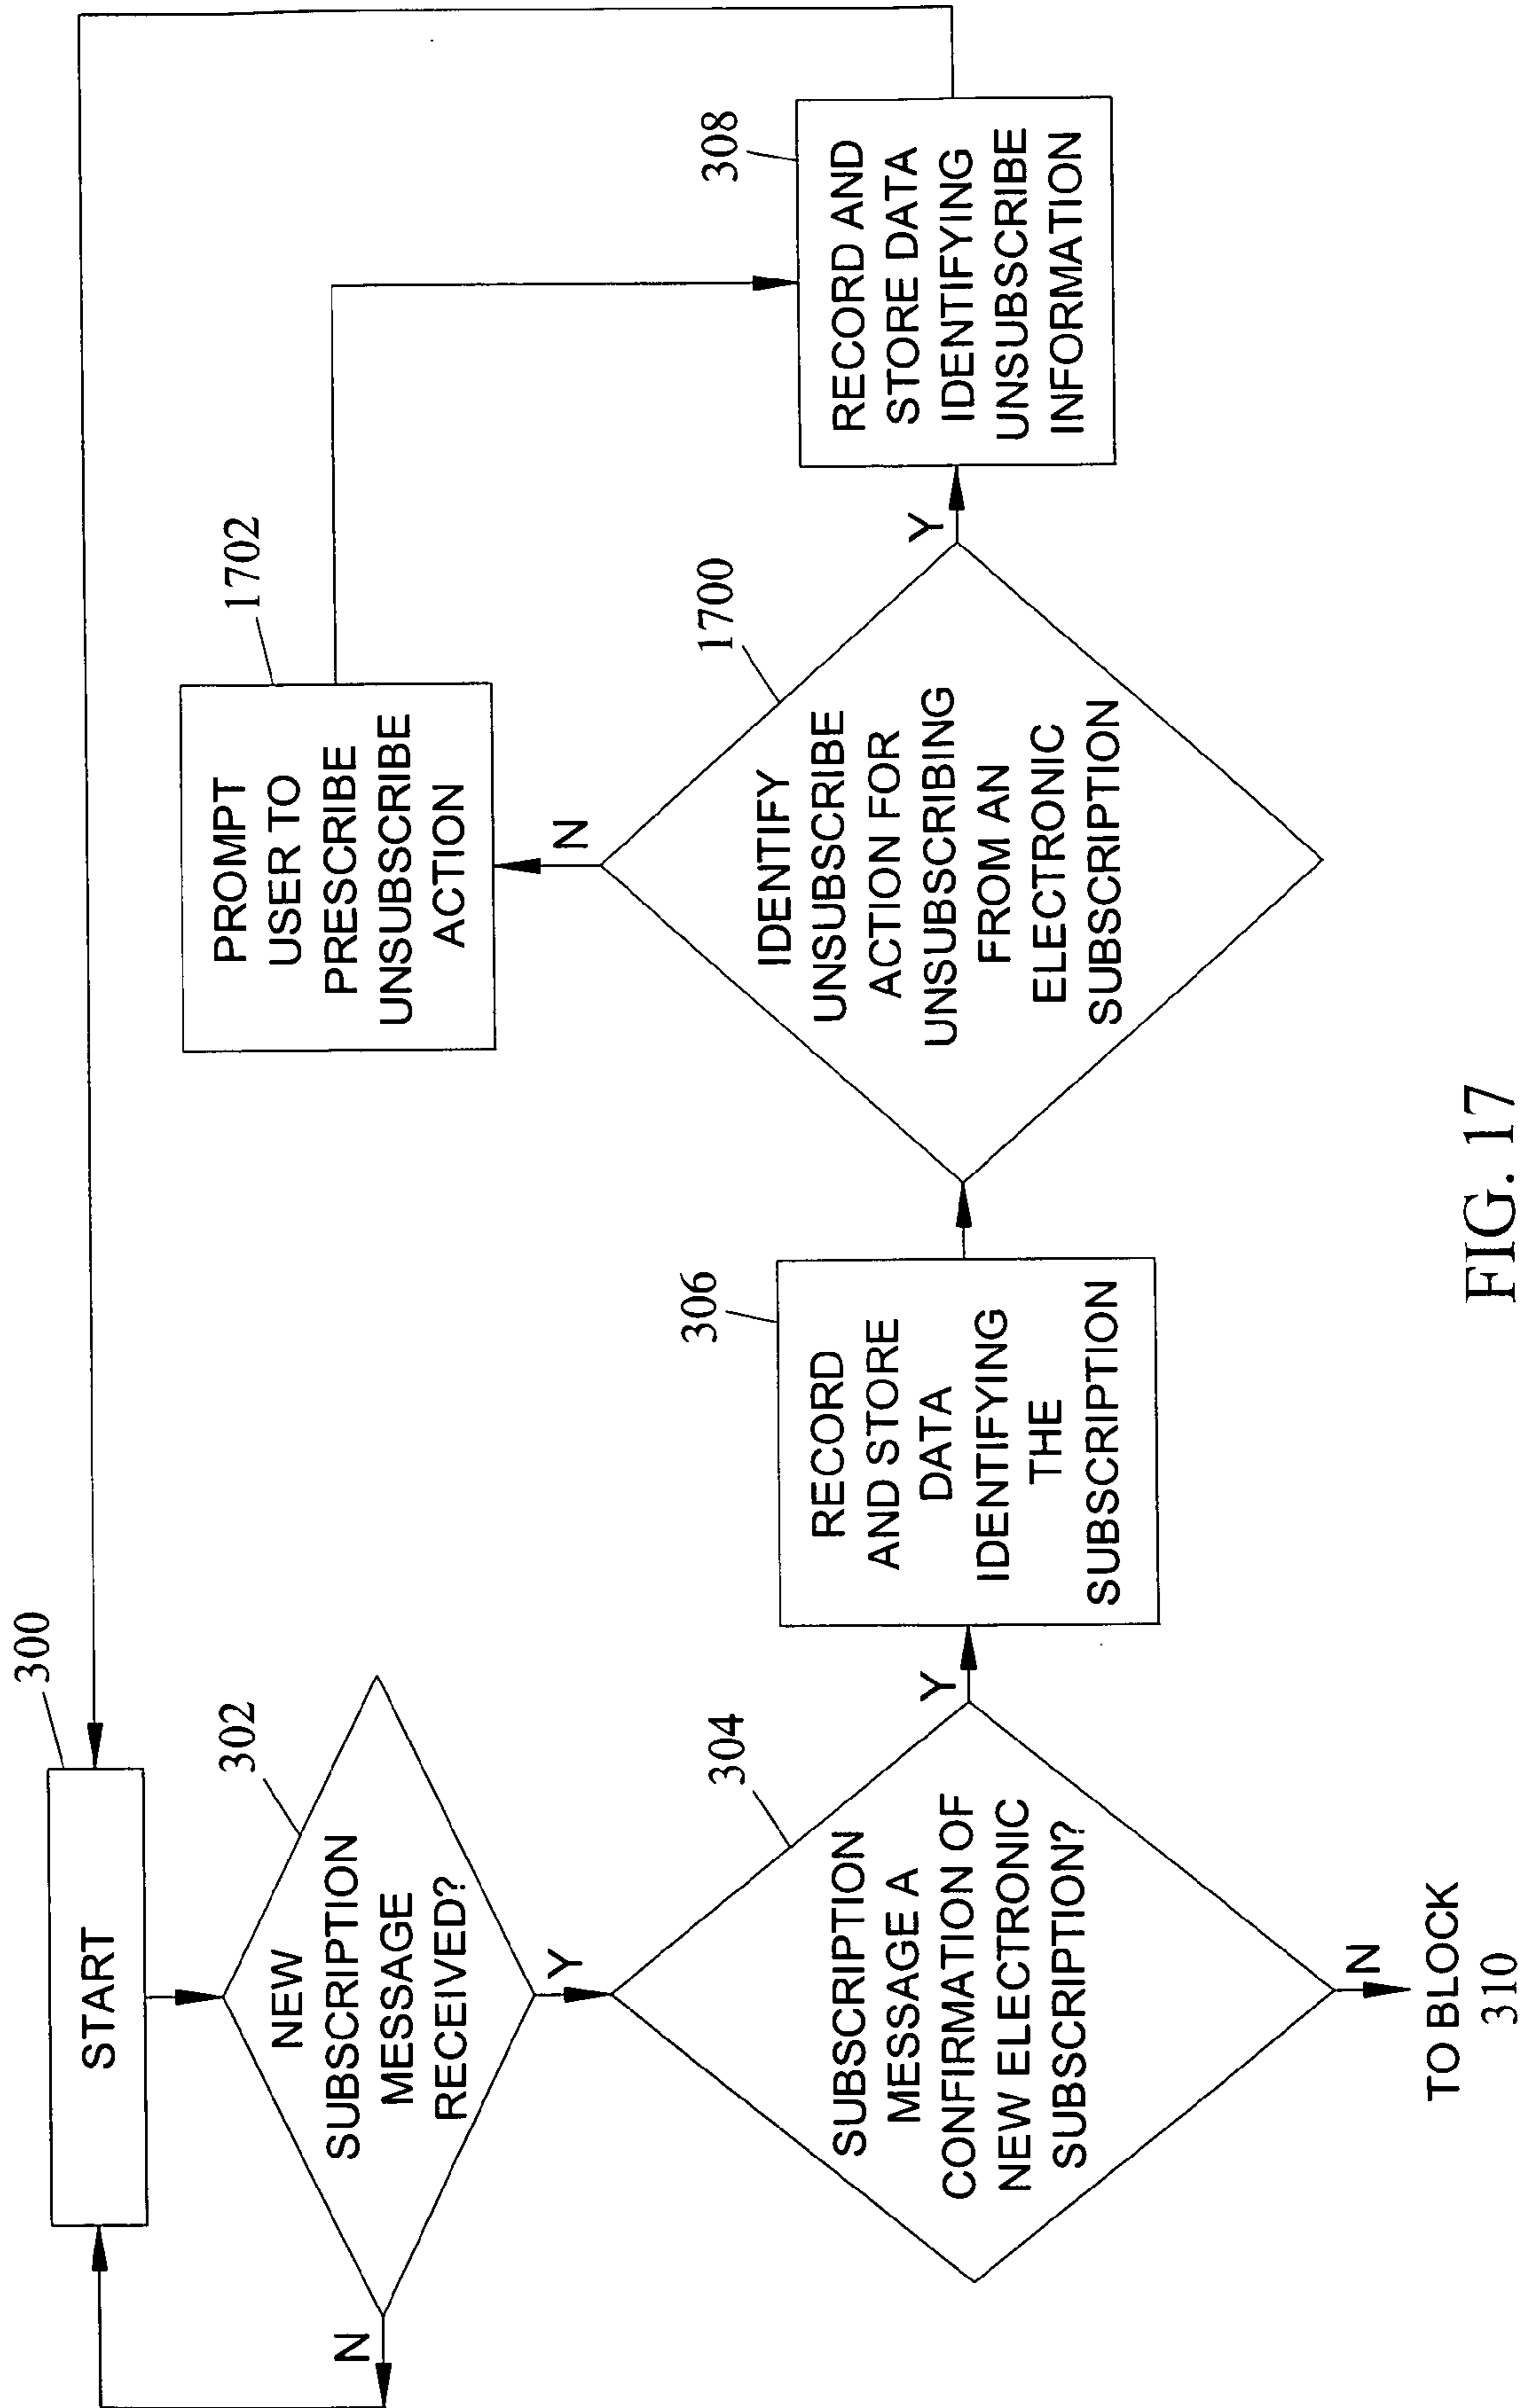 300
START
302
NEW
SUBSCRIPTION
MESSAGE
RECEIVED?
N
Y
304
SUBSCRIPTION
MESSAGE A
CONFIRMATION OF
NEW ELECTRONIC
SUBSCRIPTION?
Y
N
TO BLOCK
310
306
RECORD
AND STORE
DATA
IDENTIFYING
THE
SUBSCRIPTION
1700
IDENTIFY
UNSUBSCRIBE
ACTION FOR
UNSUBSCRIBING
FROM AN
ELECTRONIC
SUBSCRIPTION
N
Y
1702
PROMPT
USER TO
PRESCRIBE
UNSUBSCRIBE
ACTION
308
RECORD AND
STORE DATA
IDENTIFYING
UNSUBSCRIBE
INFORMATION
FIG. 17